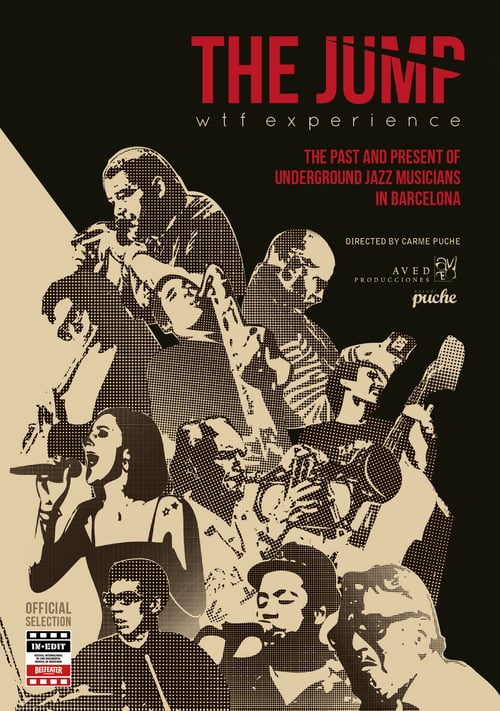 THE JUMP
wtf experience
THE PAST AND PRESENT OF
UNDERGROUND JAZZ MUSICIANS
IN BARCELONA
DIRECTED BY CARME PUCHE
AVED
PRODUCCIONES
puche
OFFICIAL
SELECTION
IN-EDIT
BEEFEATER